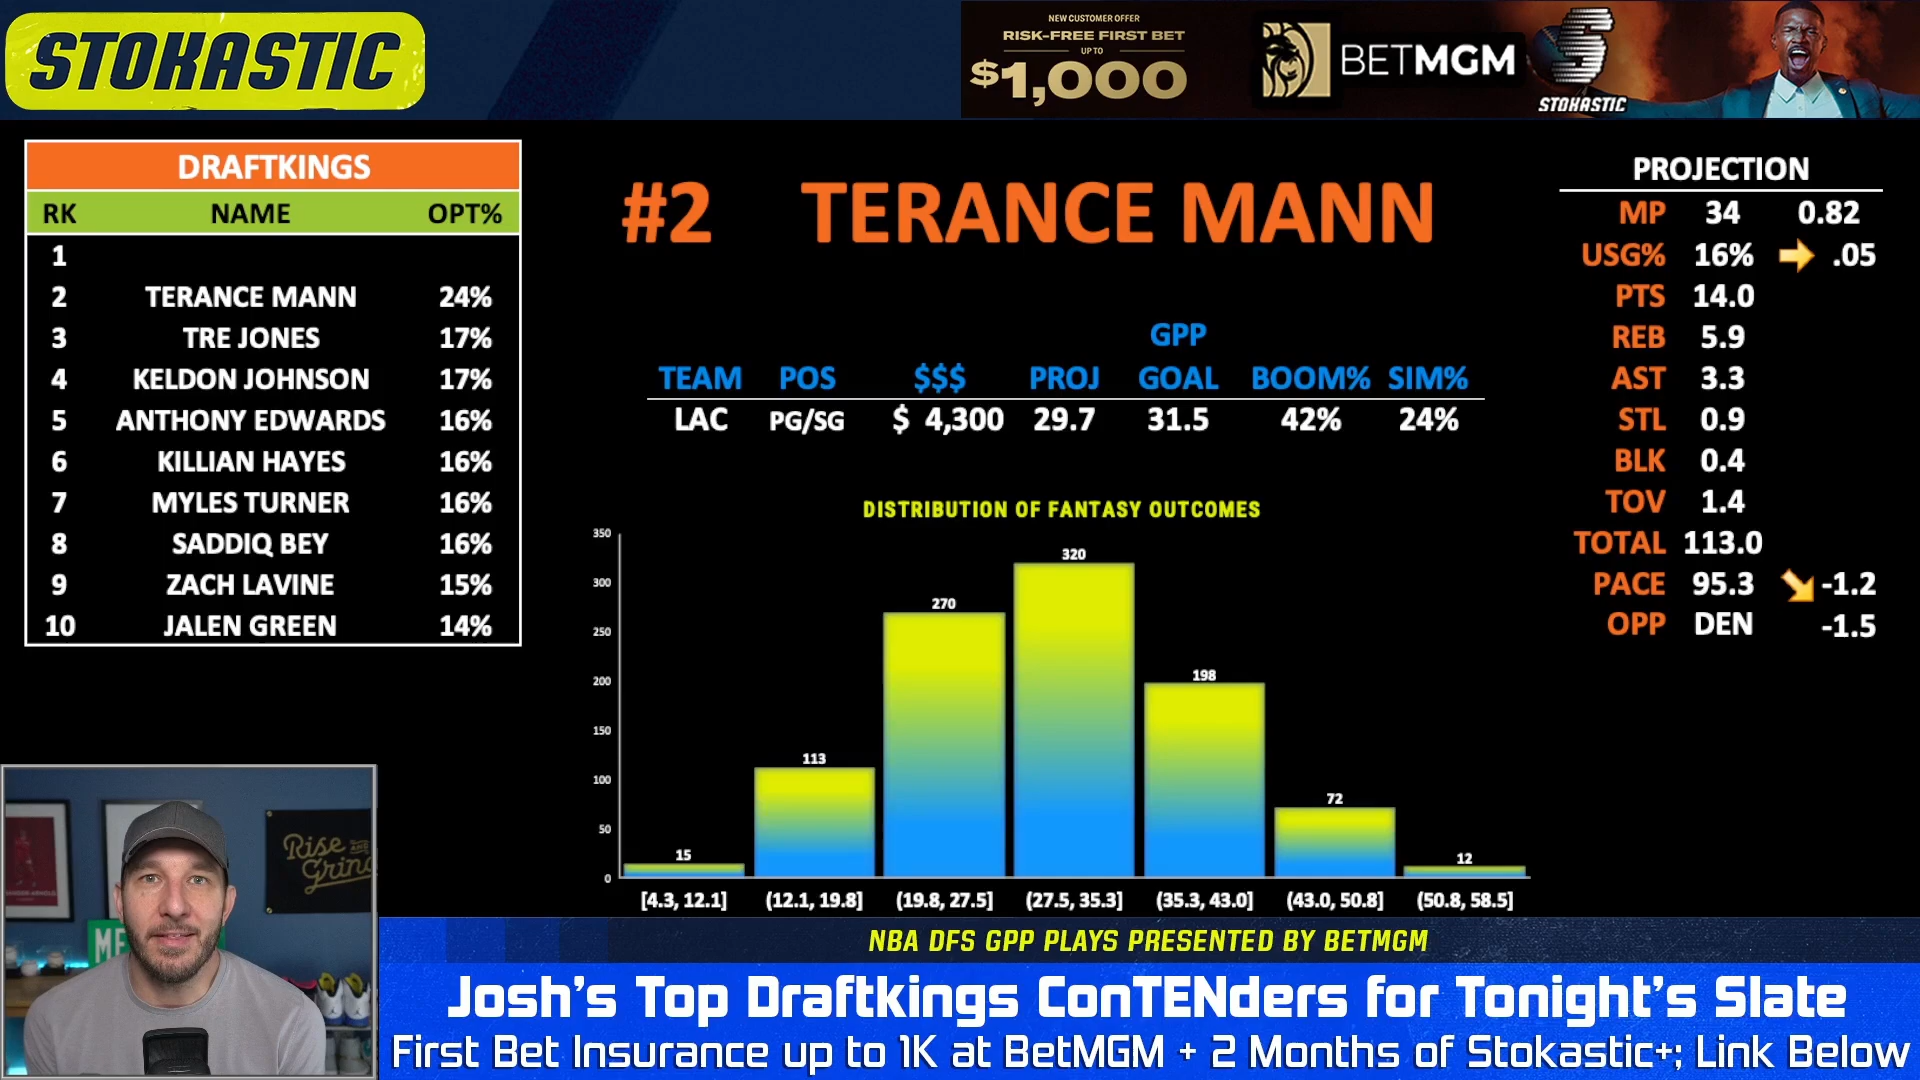 STOKASTIC
NEW CUSTOMER OFFER
RISK-FREE FIRST BET
UP TO
$1,000
BETMGM
STOKASTIC
DRAFTKINGS
RK NAME OPT%
1
2 TERANCE MANN 24%
3 TRE JONES 17%
4 KELDON JOHNSON 17%
5 ANTHONY EDWARDS 16%
6 KILLIAN HAYES 16%
7 MYLES TURNER 16%
8 SADDIQ BEY 16%
9 ZACH LAVINE 15%
10 JALEN GREEN 14%
#2 TERANCE MANN
GPP
TEAM POS $$$ PROJ GOAL BOOM% SIM%
LAC PG/SG $ 4,300 29.7 31.5 42% 24%
DISTRIBUTION OF FANTASY OUTCOMES
350
300
250
200
150
100
50
0
15
113
270
320
198
72
12
[4.3, 12.1] (12.1, 19.8] (19.8, 27.5] (27.5, 35.3] (35.3, 43.0] (43.0, 50.8] (50.8, 58.5]
PROJECTION
MP 34 0.82
USG% 16% .05
PTS 14.0
REB 5.9
AST 3.3
STL 0.9
BLK 0.4
TOV 1.4
TOTAL 113.0
PACE 95.3 -1.2
OPP DEN -1.5
Rise AND
Grind
NBA DFS GPP PLAYS PRESENTED BY BETMGM
Josh's Top Draftkings ConTENders for Tonight's Slate
First Bet Insurance up to 1K at BetMGM + 2 Months of Stokastic+; Link Below